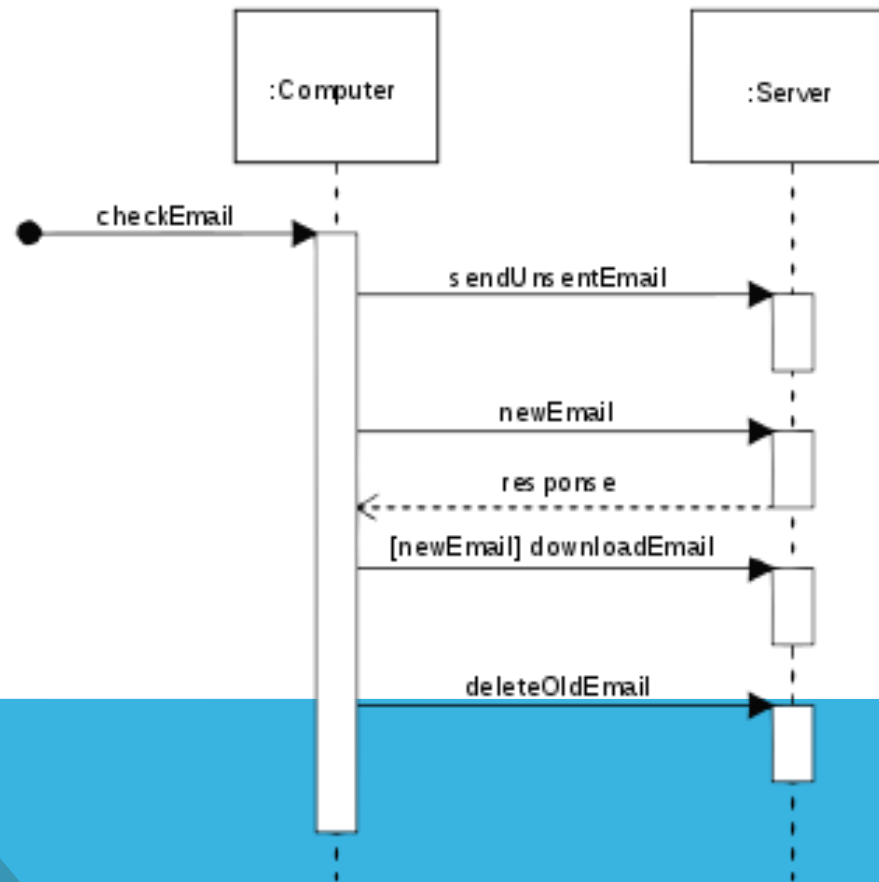 :Computer
:Server
checkEmail
sendUnsentEmail
newEmail
response
[newEmail] downloadEmail
deleteOldEmail